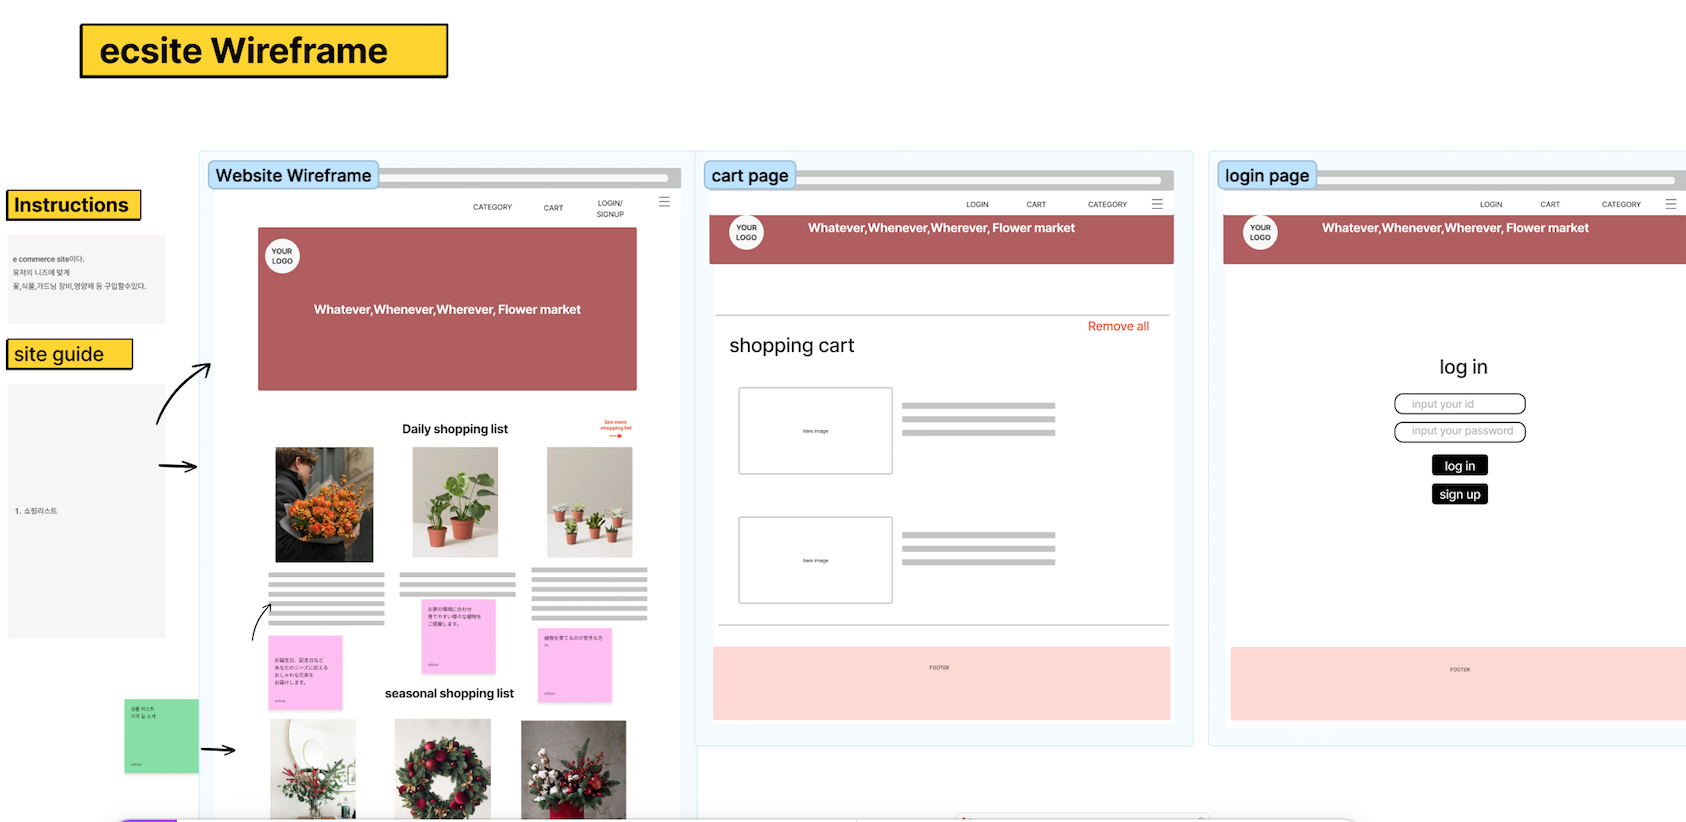 ecsite Wireframe
Instructions
e commerce site이다.
유저의 니즈에 맞게
꽃,식물,가드닝 장비,영양제 등 구입할수있다.
site guide
1. 쇼핑리스트
상품 리스트
가격 등 소개
willow
Website Wireframe
CATEGORY
CART
LOGIN/
SIGNUP
YOUR
LOGO
Whatever,Whenever,Wherever, Flower market
Daily shopping list
See more
shopping list
お誕生日、記念日など
あなたのニーズに応える
おしゃれな花束を
お届けします。
willow
お家の環境に合わせ
育てやすい様々な植物を
ご提案します。
willow
植物を育てるのが苦手な方
へ
willow
seasonal shopping list
cart page
LOGIN
CART
CATEGORY
YOUR
LOGO
Whatever,Whenever,Wherever, Flower market
Remove all
shopping cart
item image
item image
FOOTER
login page
LOGIN
CART
CATEGORY
YOUR
LOGO
Whatever,Whenever,Wherever, Flower market
log in
input your id
input your password
log in
sign up
FOOTER